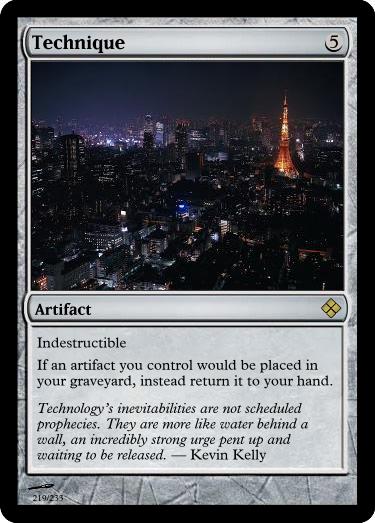 Technique 5
Artifact
Indestructible
If an artifact you control would be placed in
your graveyard, instead return it to your hand.
Technology's inevitabilities are not scheduled
prophecies. They are more like water behind a
wall, an incredibly strong urge pent up and
waiting to be released. — Kevin Kelly
219/233